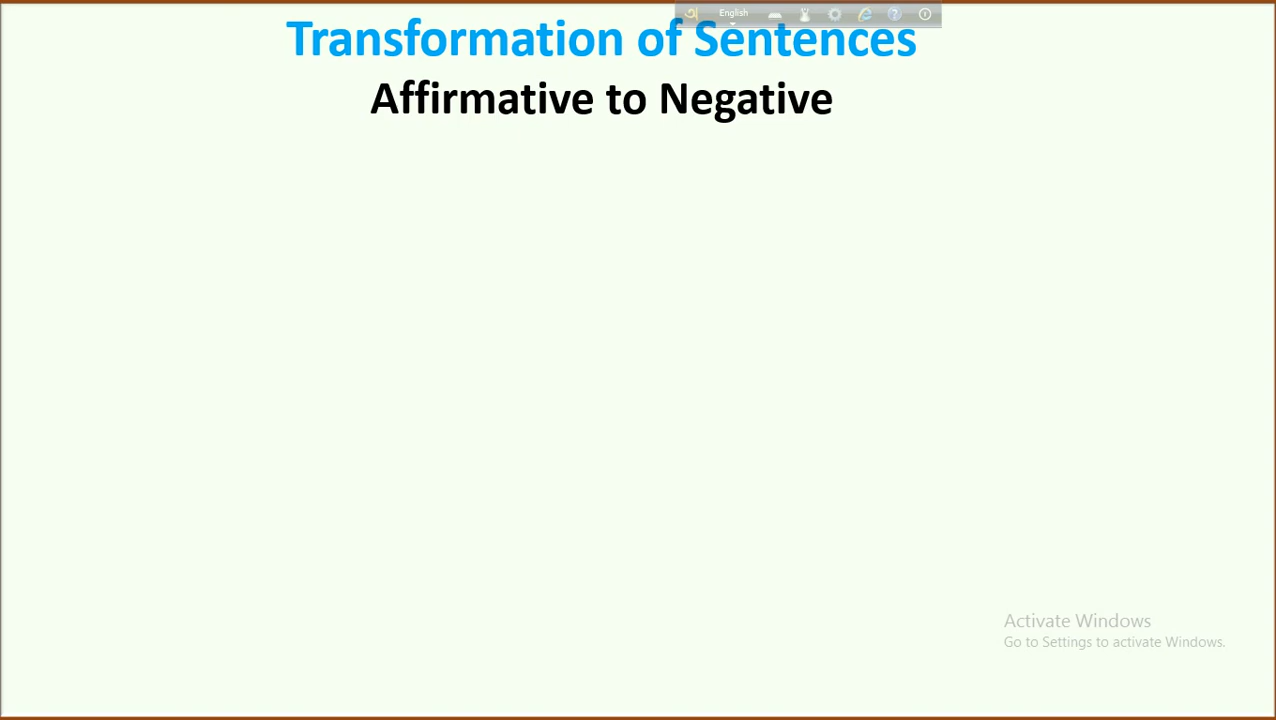 অ English
Transformation of Sentences
Affirmative to Negative
Activate Windows
Go to Settings to activate Windows.